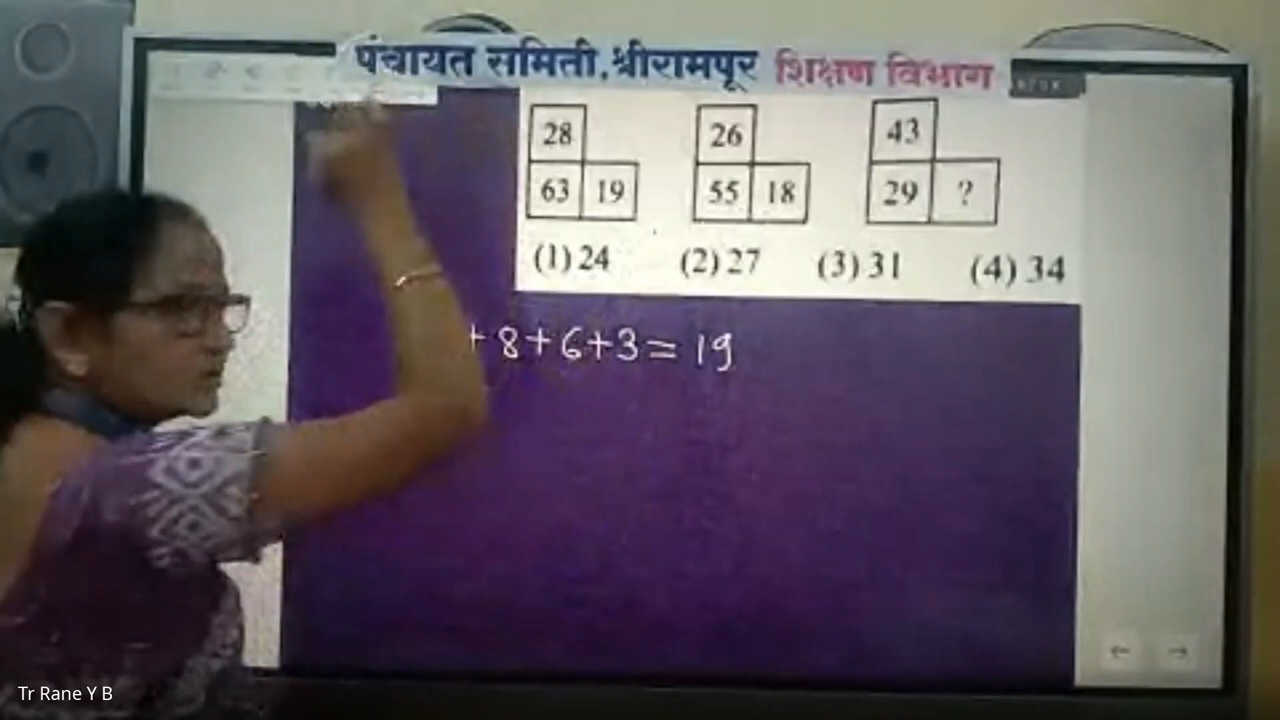 पंचायत समिती,श्रीरामपूर शिक्षण विभाग
28 26 43
63 19 55 18 29 ?
(1) 24 (2) 27 (3) 31 (4) 34
+ 8 + 6 + 3 = 19
Tr Rane Y B